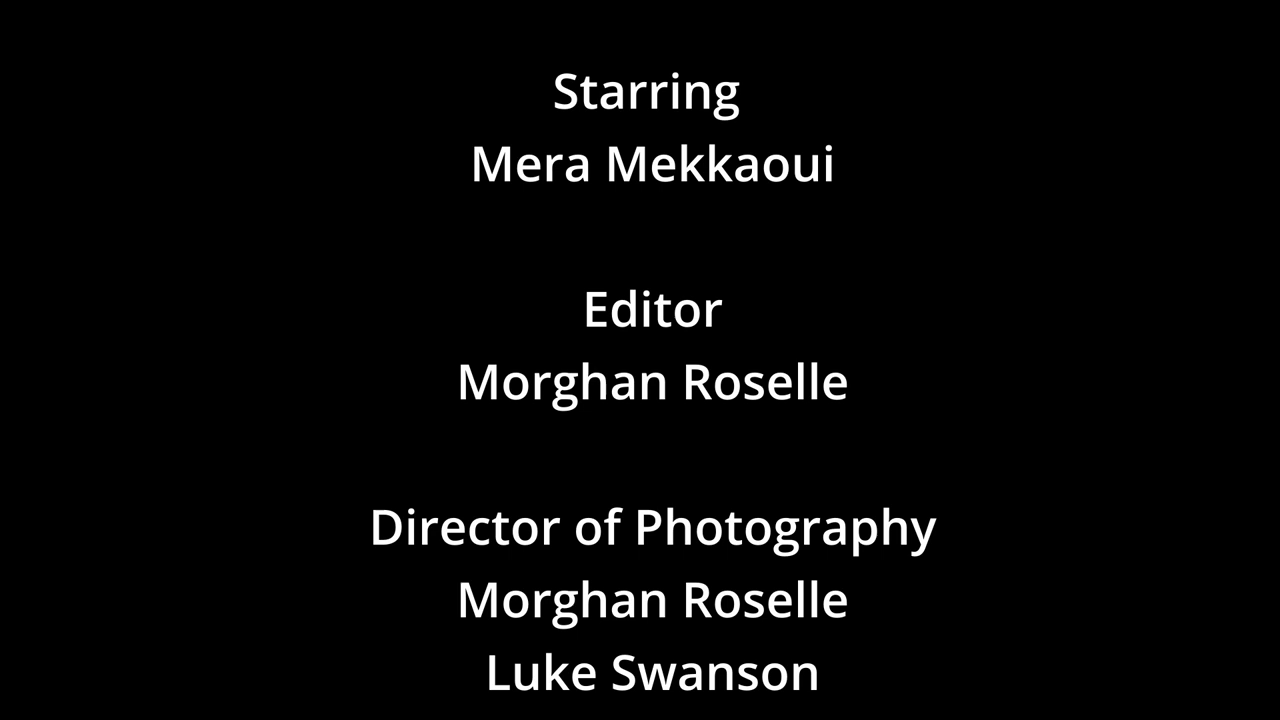 Starring
Mera Mekkaoui
Editor
Morghan Roselle
Director of Photography
Morghan Roselle
Luke Swanson